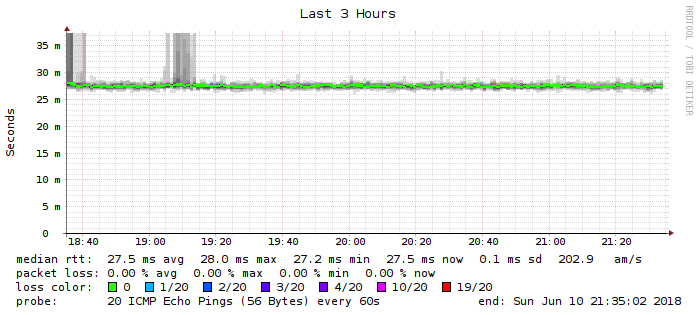 Last 3 Hours
RRDTOOL / TOBI OETIKER
Seconds
35 m
30 m
25 m
20 m
15 m
10 m
5 m
0
18:40 19:00 19:20 19:40 20:00 20:20 20:40 21:00 21:20
median rtt: 27.5 ms avg 28.0 ms max 27.2 ms min 27.5 ms now 0.1 ms sd 202.9 am/s
packet loss: 0.00 % avg 0.00 % max 0.00 % min 0.00 % now
loss color: 0 1/20 2/20 3/20 4/20 10/20 19/20
probe: 20 ICMP Echo Pings (56 Bytes) every 60s end: Sun Jun 10 21:35:02 2018